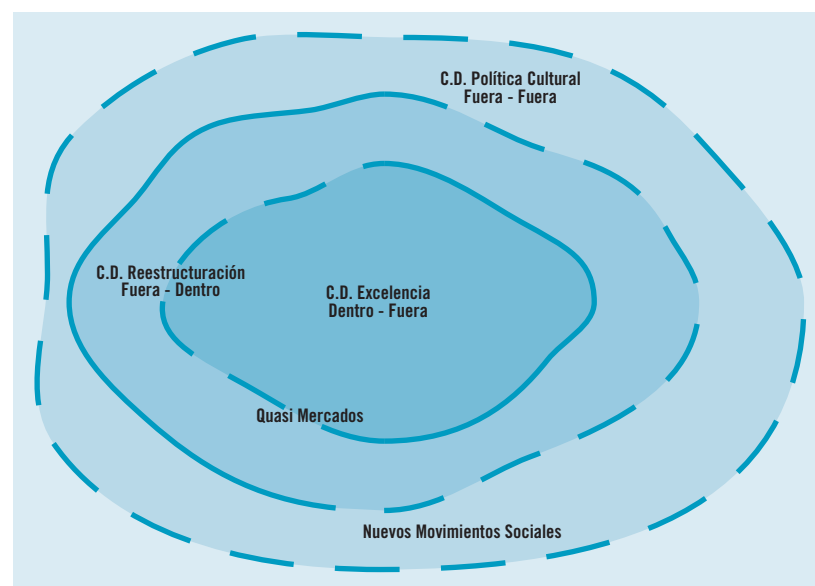 C.D. Política Cultural
Fuera - Fuera
C.D. Reestructuración
Fuera - Dentro
C.D. Excelencia
Dentro - Fuera
Quasi Mercados
Nuevos Movimientos Sociales